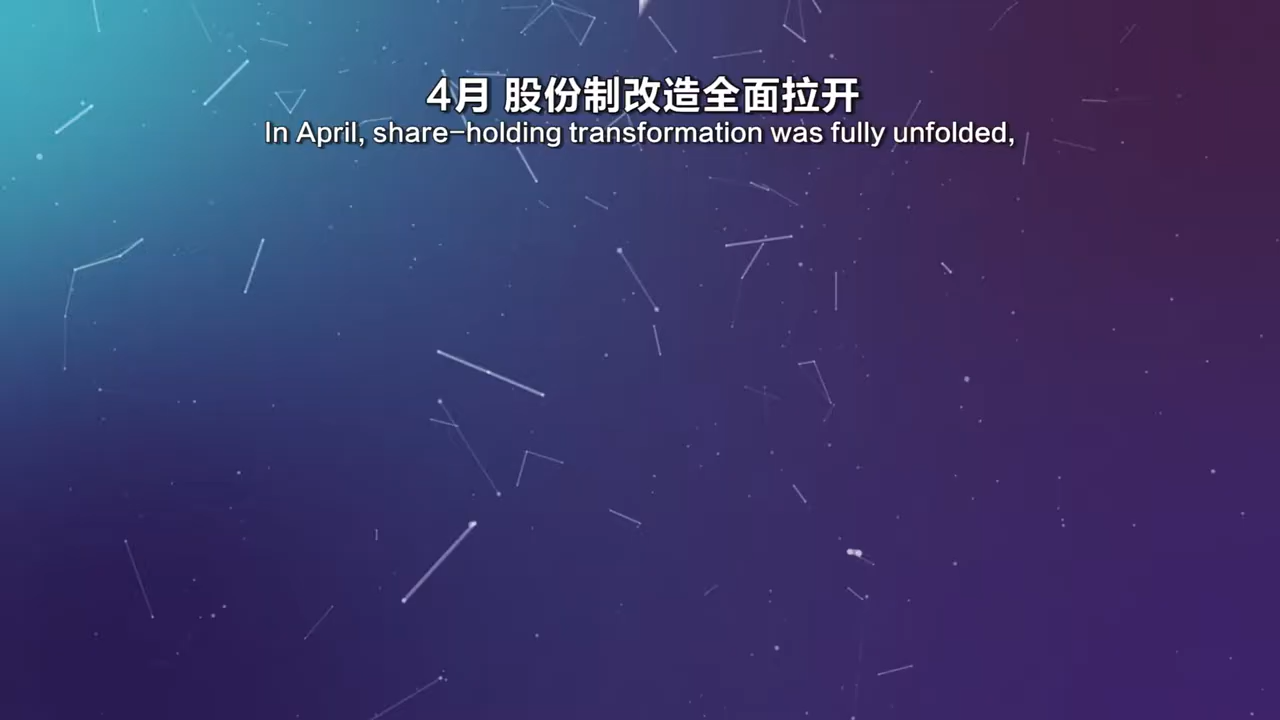 4月 股份制改造全面拉开
In April, share-holding transformation was fully unfolded,